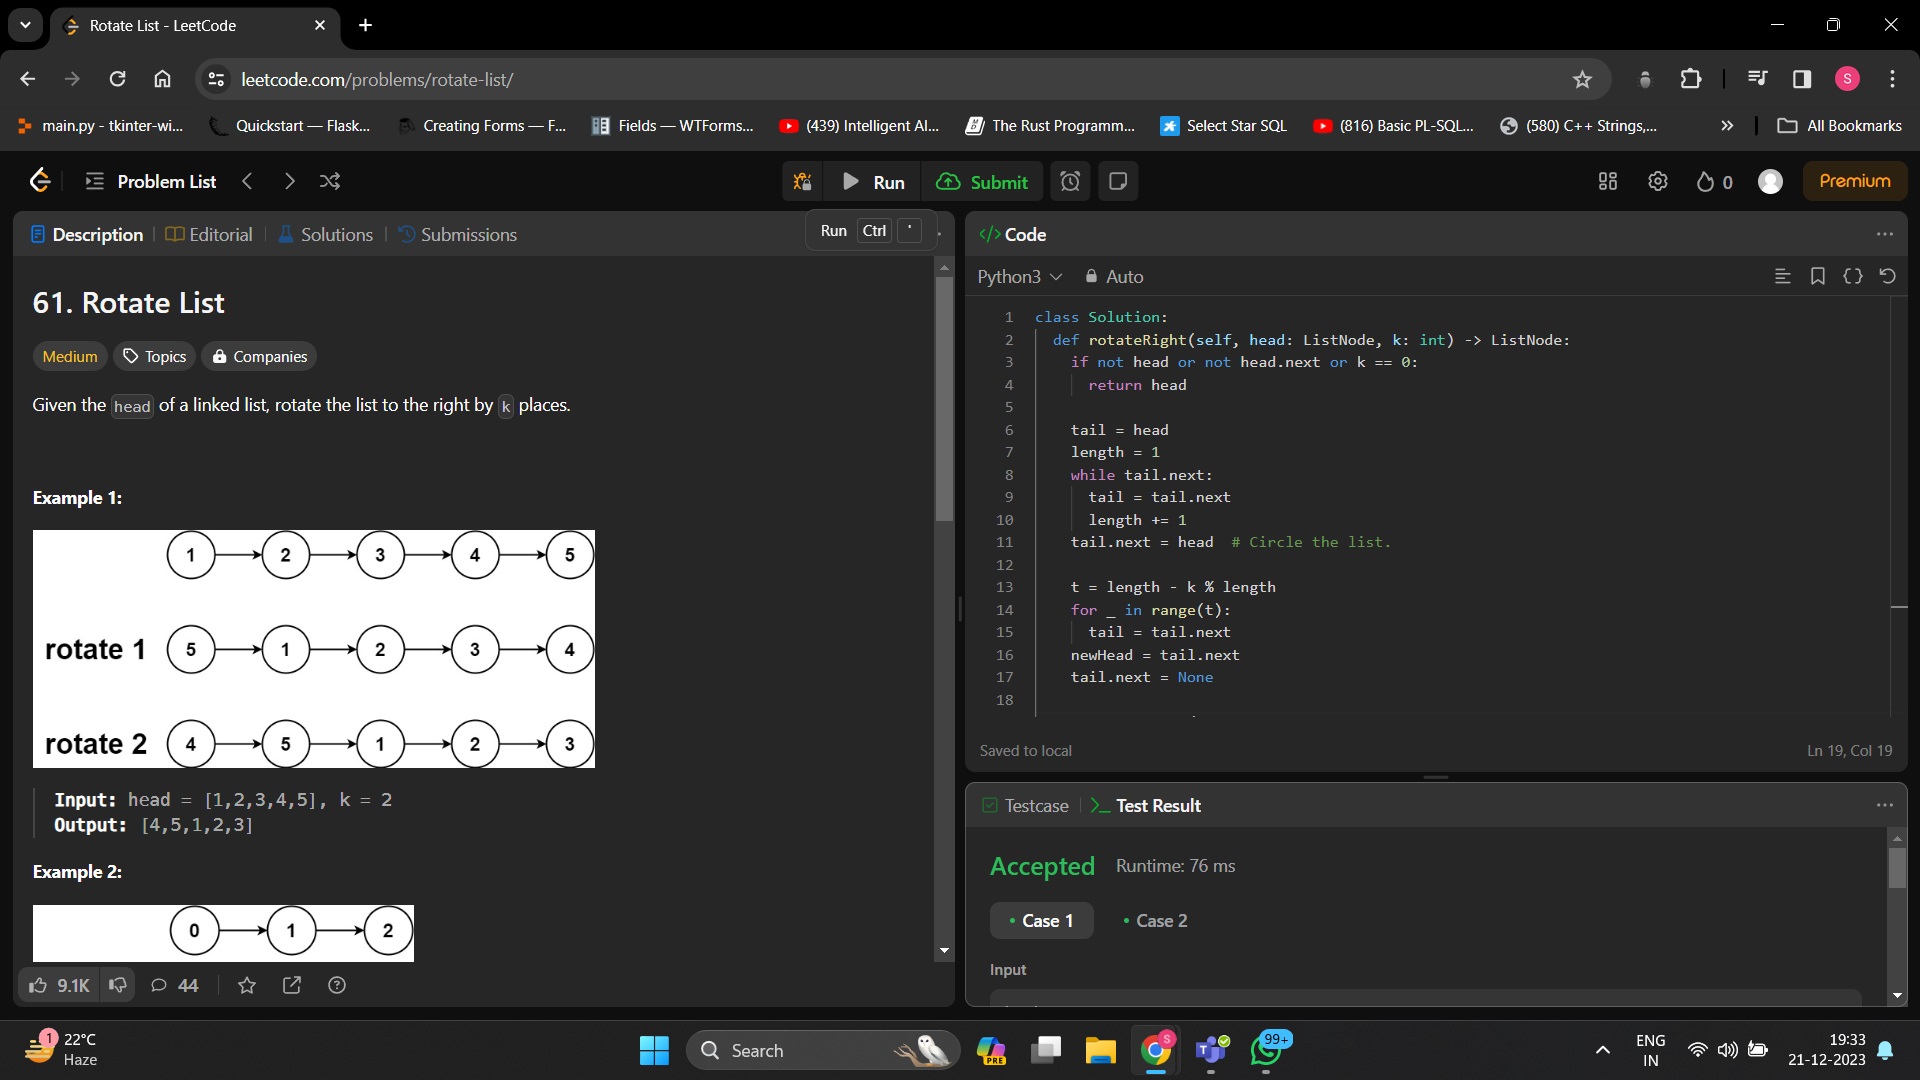 Rotate List - LeetCode
leetcode.com/problems/rotate-list/
S
main.py - tkinter-wi...
Quickstart — Flask...
Creating Forms — F...
Fields — WTForms...
(439) Intelligent AI...
The Rust Programm...
Select Star SQL
(816) Basic PL-SQL...
(580) C++ Strings,...
All Bookmarks
Problem List
Run
Submit
0
Premium
Description
Editorial
Solutions
Submissions
Run Ctrl '
61. Rotate List
Medium
Topics
Companies
Given the head of a linked list, rotate the list to the right by k places.
Example 1:
1 2 3 4 5
rotate 1 5 1 2 3 4
rotate 2 4 5 1 2 3
Input: head = [1,2,3,4,5], k = 2
Output: [4,5,1,2,3]
Example 2:
0 1 2
9.1K
44
</> Code
Python3
Auto
1 class Solution:
2 def rotateRight(self, head: ListNode, k: int) -> ListNode:
3 if not head or not head.next or k == 0:
4 return head
5
6 tail = head
7 length = 1
8 while tail.next:
9 tail = tail.next
10 length += 1
11 tail.next = head # Circle the list.
12
13 t = length - k % length
14 for _ in range(t):
15 tail = tail.next
16 newHead = tail.next
17 tail.next = None
18
Saved to local
Ln 19, Col 19
Testcase
Test Result
Accepted
Runtime: 76 ms
Case 1
Case 2
Input
1
22°C
Haze
Search
PRE
S
T
99+
ENG
IN
19:33
21-12-2023